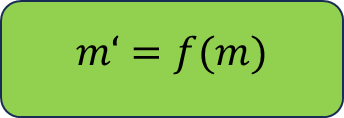 m‘ = f(m)